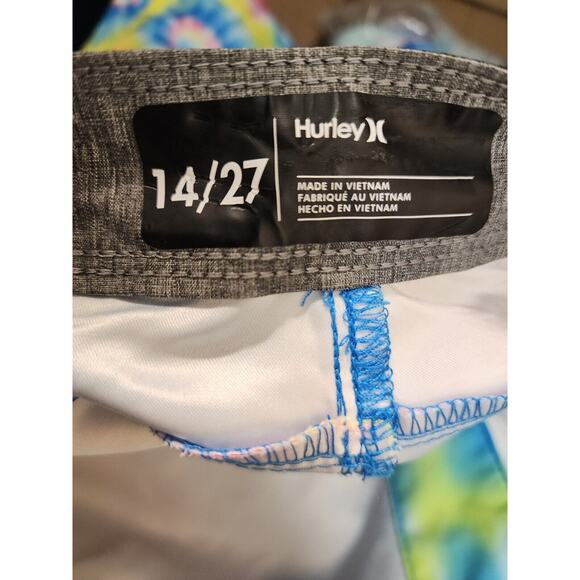 Hurley
14/27
MADE IN VIETNAM
FABRIQUÉ AU VIETNAM
HECHO EN VIETNAM